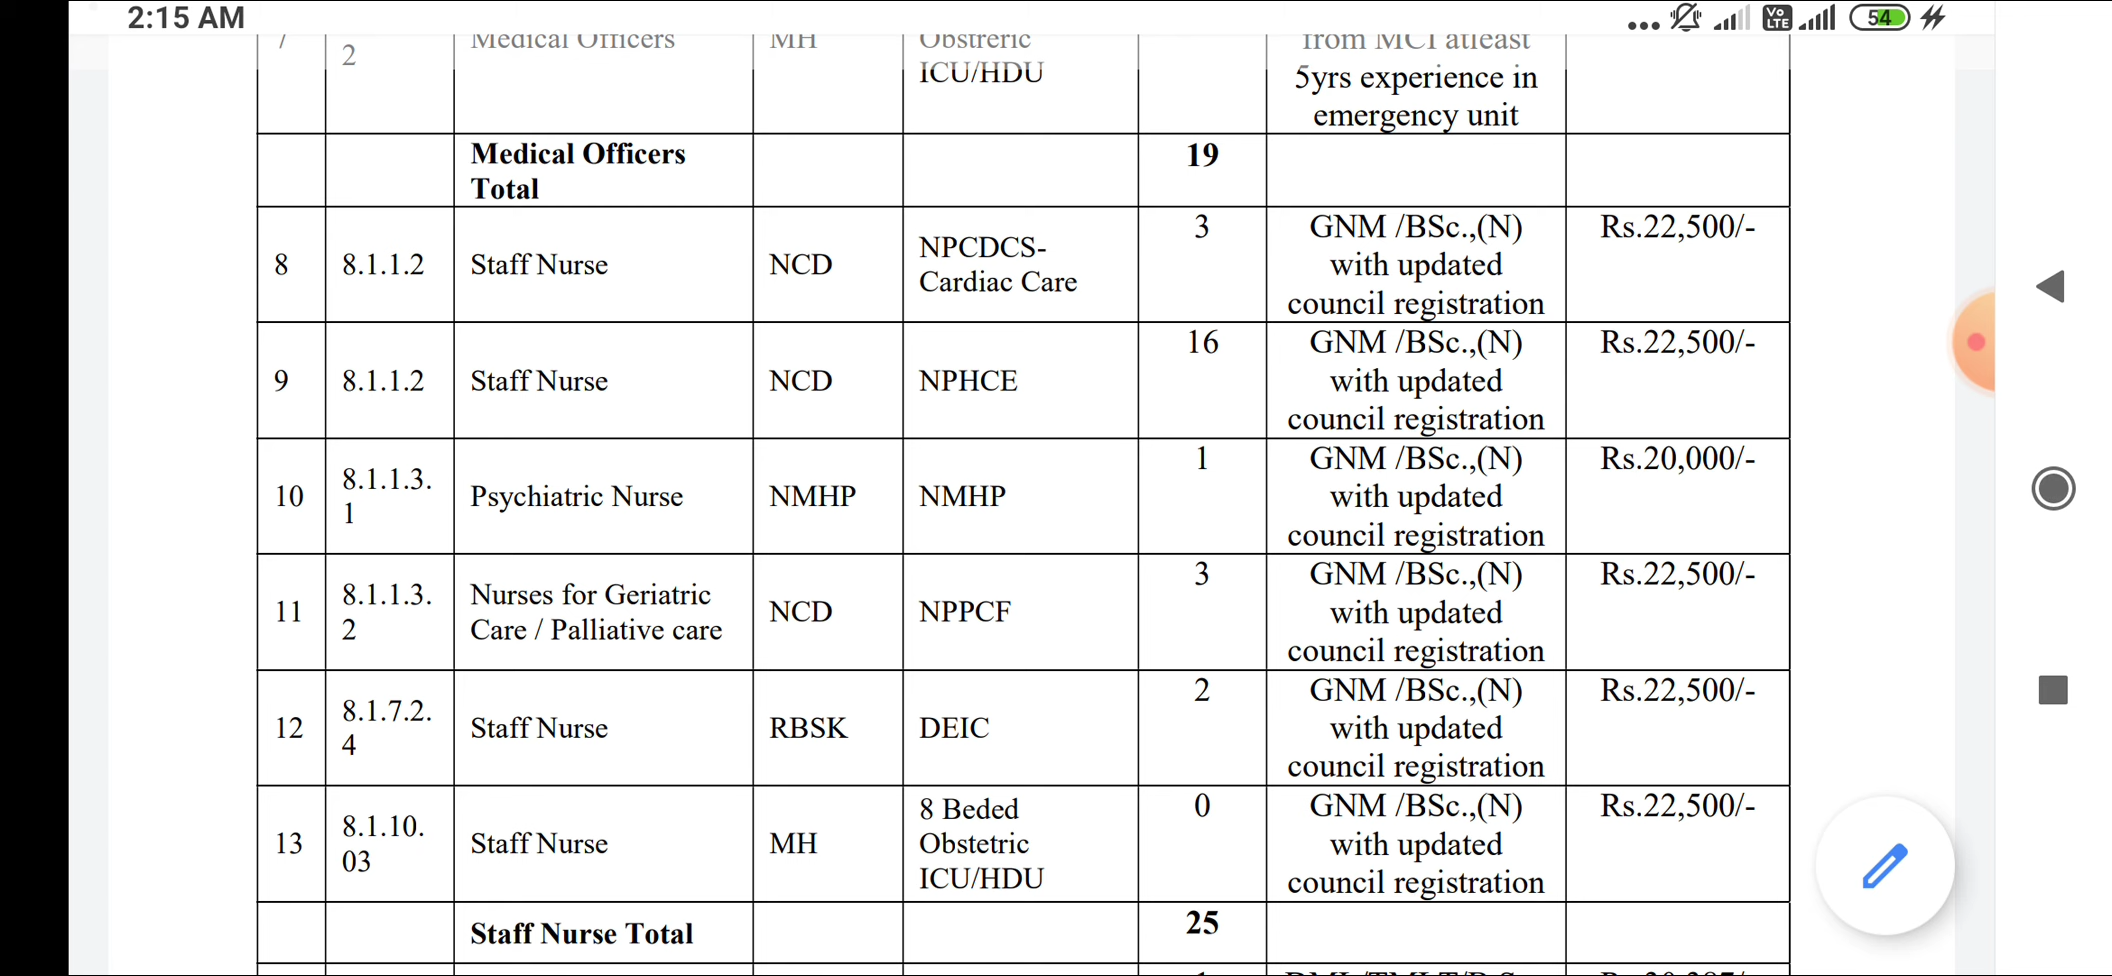 2:15 AM
54
7 2 Medical Officers MH Obstreric from MCI atleast
ICU/HDU 5yrs experience in
emergency unit
Medical Officers 19
Total
8 8.1.1.2 Staff Nurse NCD NPCDCS- 3 GNM /BSc.,(N) Rs.22,500/-
Cardiac Care with updated
council registration
9 8.1.1.2 Staff Nurse NCD NPHCE 16 GNM /BSc.,(N) Rs.22,500/-
with updated
council registration
10 8.1.1.3. Psychiatric Nurse NMHP NMHP 1 GNM /BSc.,(N) Rs.20,000/-
1 with updated
council registration
11 8.1.1.3. Nurses for Geriatric NCD NPPCF 3 GNM /BSc.,(N) Rs.22,500/-
2 Care / Palliative care with updated
council registration
12 8.1.7.2. Staff Nurse RBSK DEIC 2 GNM /BSc.,(N) Rs.22,500/-
4 with updated
council registration
13 8.1.10. Staff Nurse MH 8 Beded 0 GNM /BSc.,(N) Rs.22,500/-
03 Obstetric with updated
ICU/HDU council registration
Staff Nurse Total 25